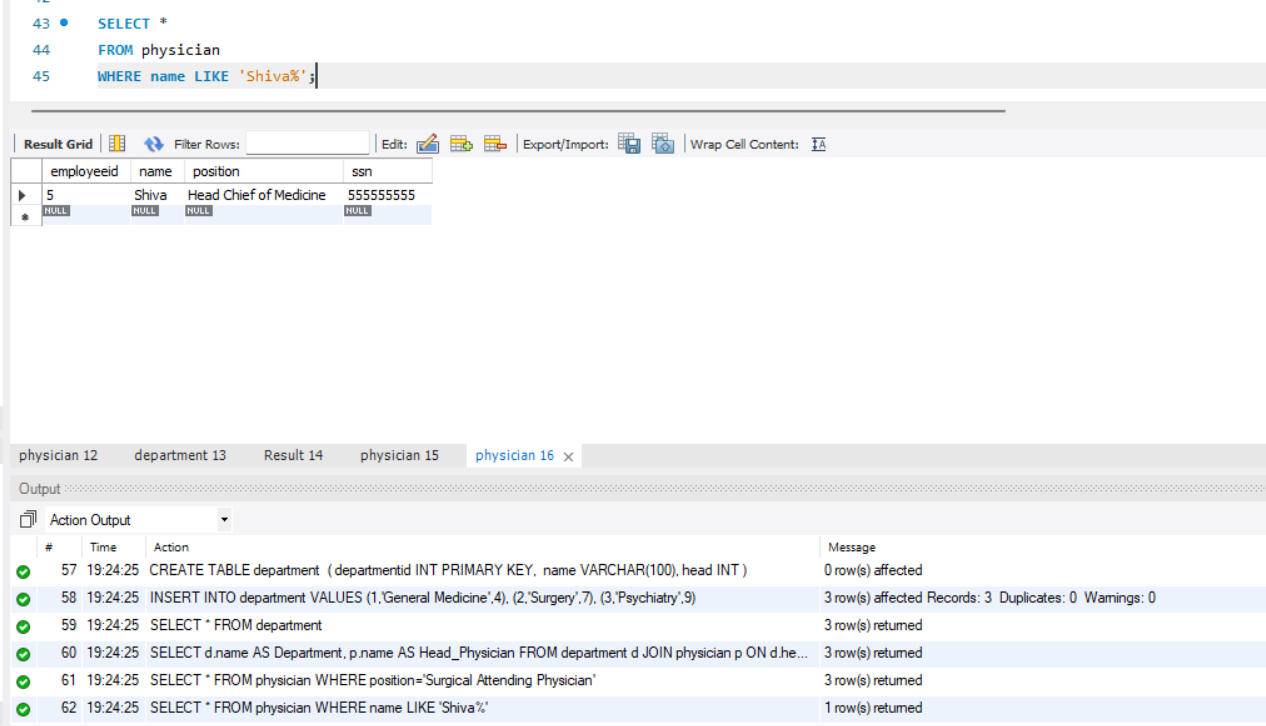 43 SELECT *
44 FROM physician
45 WHERE name LIKE 'Shiva%';
Result Grid Filter Rows: Edit: Export/Import: Wrap Cell Content: IA
employeeid name position ssn
5 Shiva Head Chief of Medicine 555555555
NULL NULL NULL NULL
physician 12 department 13 Result 14 physician 15 physician 16
Output
Action Output
# Time Action Message
57 19:24:25 CREATE TABLE department ( departmentid INT PRIMARY KEY, name VARCHAR(100), head INT ) 0 row(s) affected
58 19:24:25 INSERT INTO department VALUES (1,'General Medicine',4), (2,'Surgery',7), (3,'Psychiatry',9) 3 row(s) affected Records: 3 Duplicates: 0 Warnings: 0
59 19:24:25 SELECT * FROM department 3 row(s) returned
60 19:24:25 SELECT d.name AS Department, p.name AS Head_Physician FROM department d JOIN physician p ON d.he... 3 row(s) returned
61 19:24:25 SELECT * FROM physician WHERE position='Surgical Attending Physician' 3 row(s) returned
62 19:24:25 SELECT * FROM physician WHERE name LIKE 'Shiva%' 1 row(s) returned